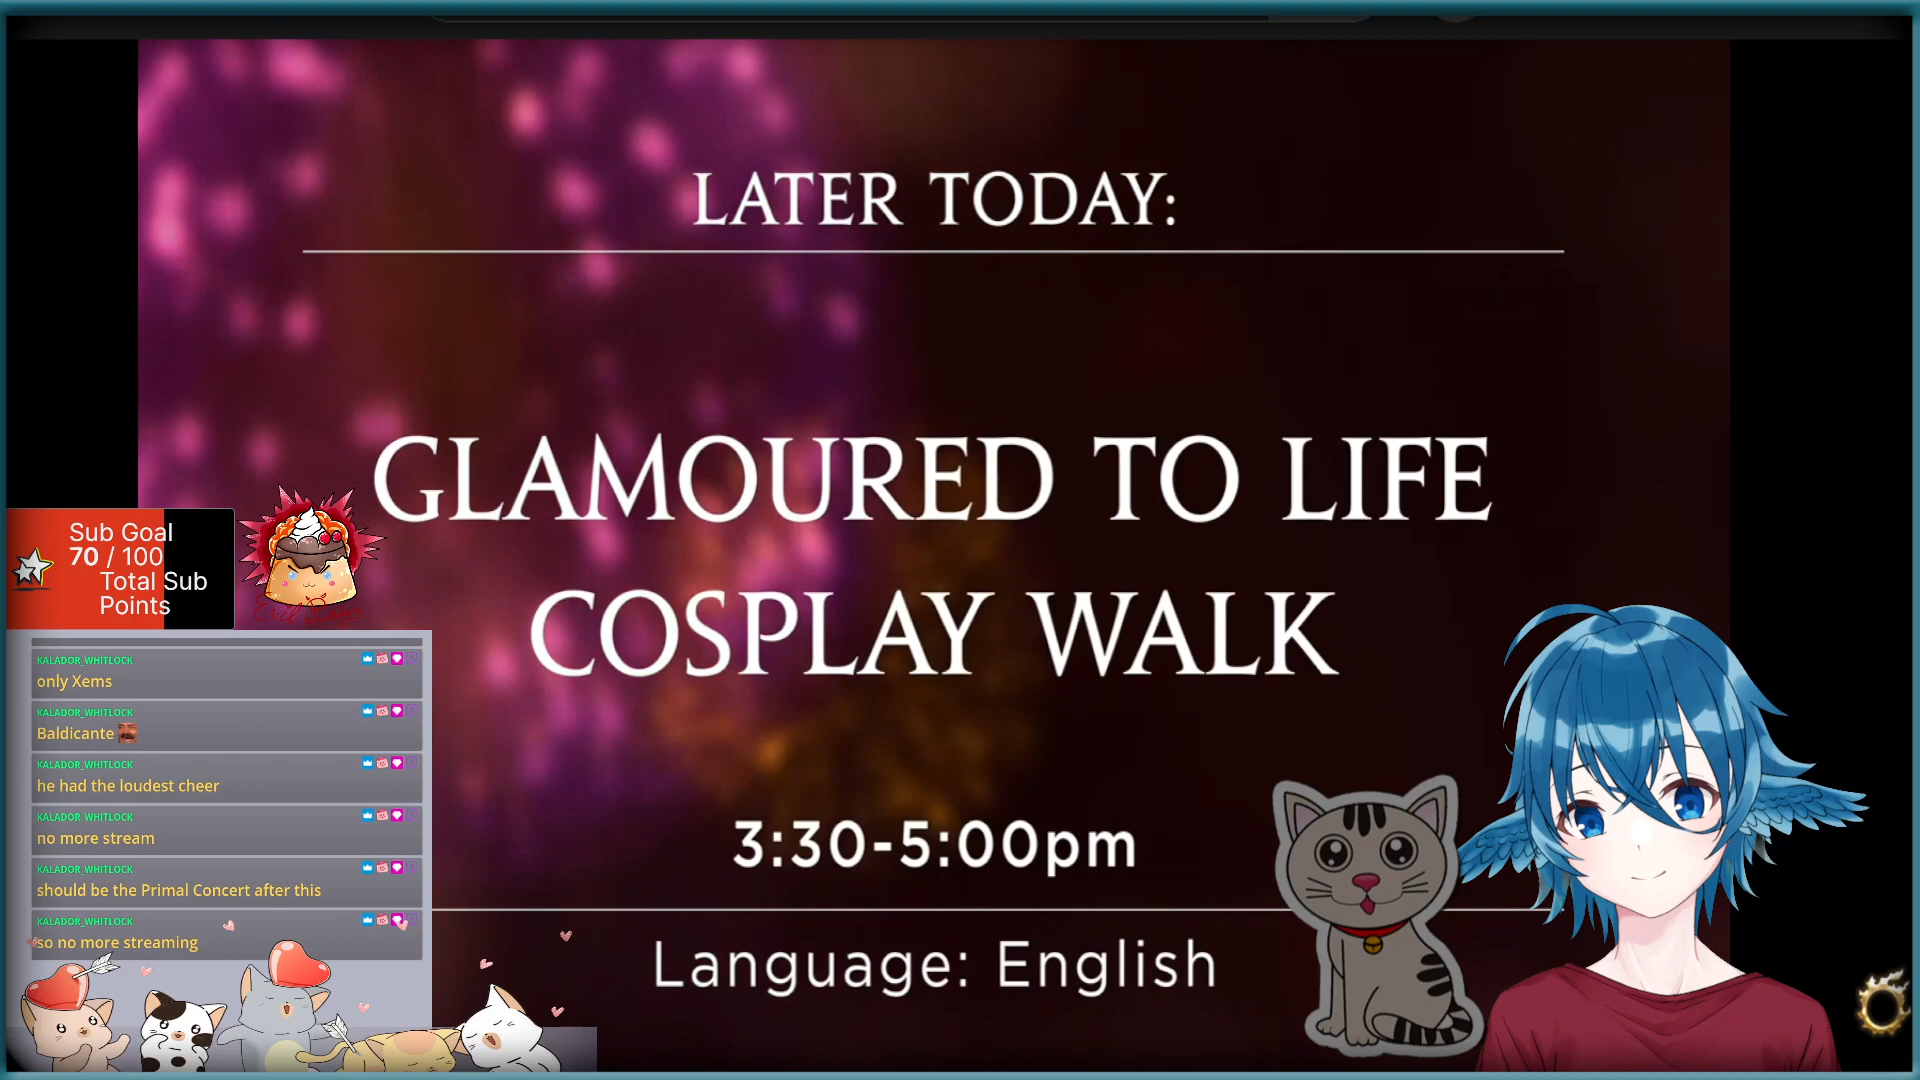 LATER TODAY:
GLAMOURED TO LIFE
COSPLAY WALK
3:30-5:00pm
Language: English
Sub Goal
70 / 100
Total Sub
Points
KALADOR_WHITLOCK
only Xems
KALADOR_WHITLOCK
Baldicante
KALADOR_WHITLOCK
he had the loudest cheer
KALADOR_WHITLOCK
no more stream
KALADOR_WHITLOCK
should be the Primal Concert after this
KALADOR_WHITLOCK
so no more streaming